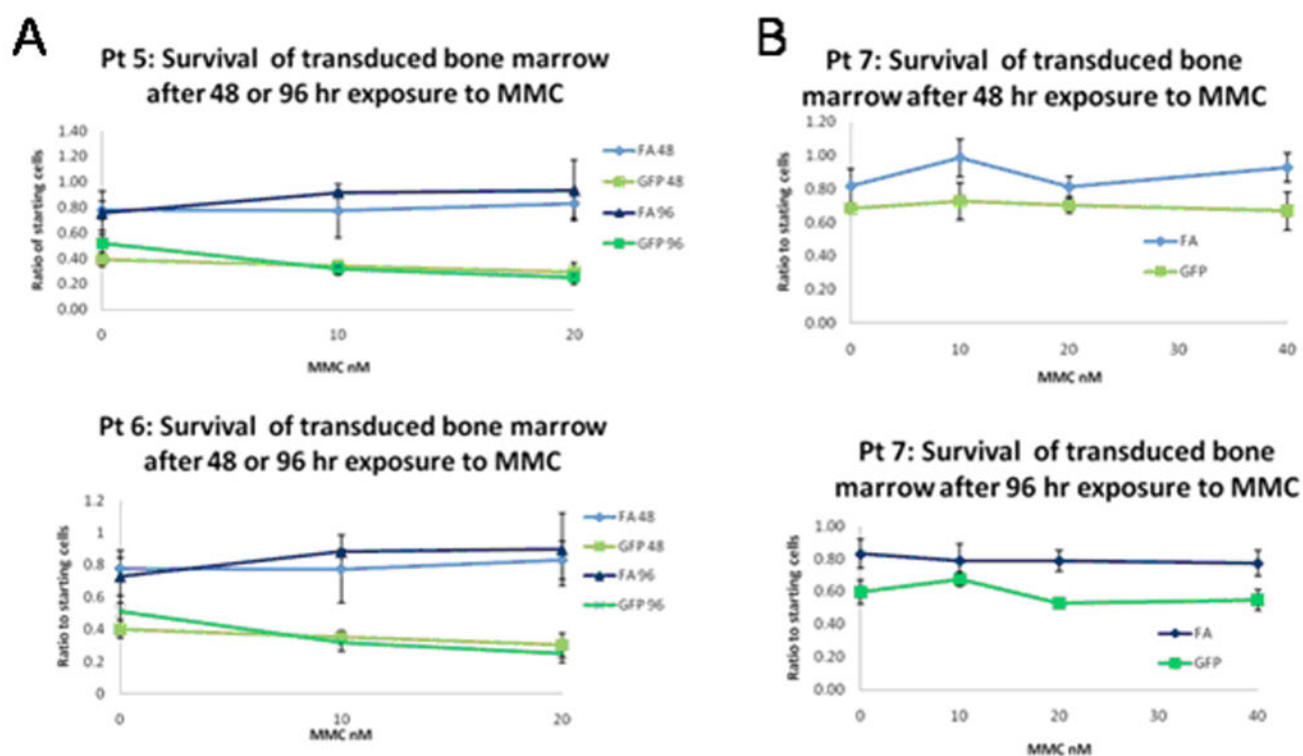 A
Pt 5: Survival of transduced bone marrow
after 48 or 96 hr exposure to MMC
1.40
1.20
1.00
0.80
0.60
0.40
0.20
0.00
Ratio of starting cells
0 10 20
MMC nM
FA 48
GFP 48
FA 96
GFP 96
Pt 6: Survival of transduced bone marrow
after 48 or 96 hr exposure to MMC
1.2
1
0.8
0.6
0.4
0.2
0
Ratio to starting cells
0 10 20
MMC nM
FA 48
GFP 48
FA 96
GFP 96
B
Pt 7: Survival of transduced bone
marrow after 48 hr exposure to MMC
1.20
1.00
0.80
0.60
0.40
0.20
0.00
Ratio to stating cells
0 10 20 30 40
MMC nM
FA
GFP
Pt 7: Survival of transduced bone
marrow after 96 hr exposure to MMC
1.00
0.80
0.60
0.40
0.20
0.00
Ratio to starting cells
0 10 20 30 40
MMC nM
FA
GFP